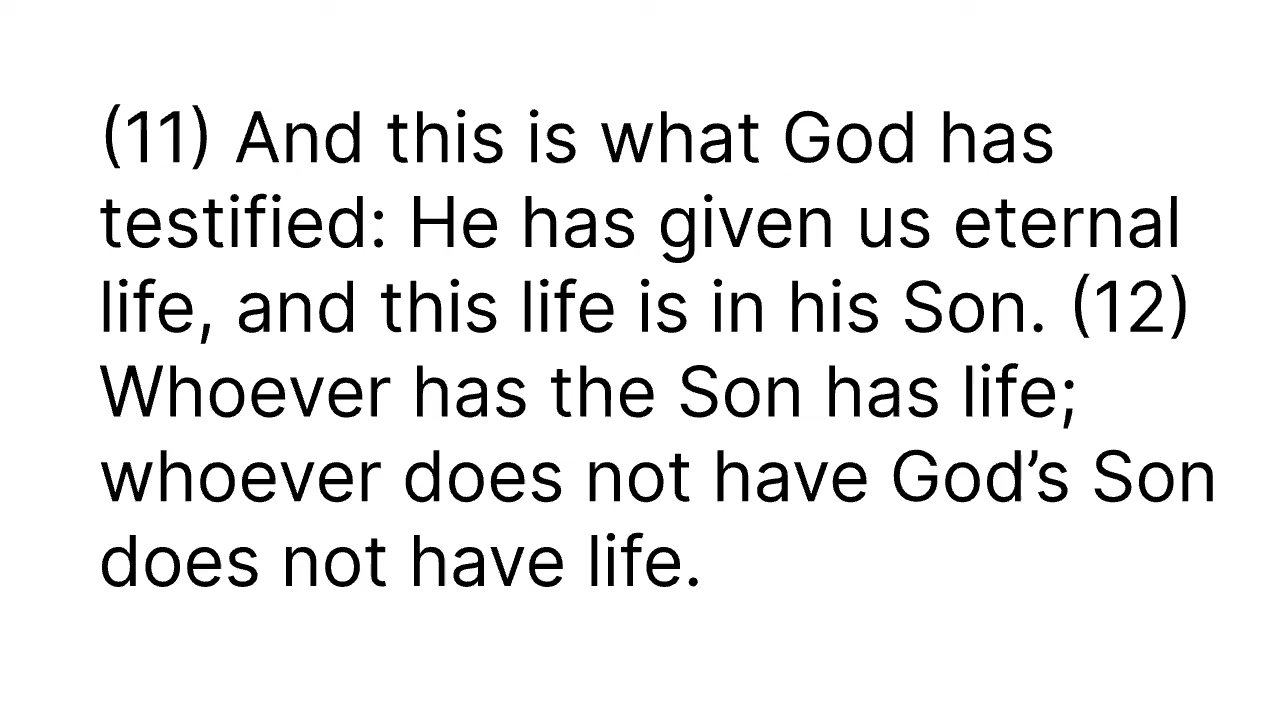 (11) And this is what God has
testified: He has given us eternal
life, and this life is in his Son. (12)
Whoever has the Son has life;
whoever does not have God’s Son
does not have life.